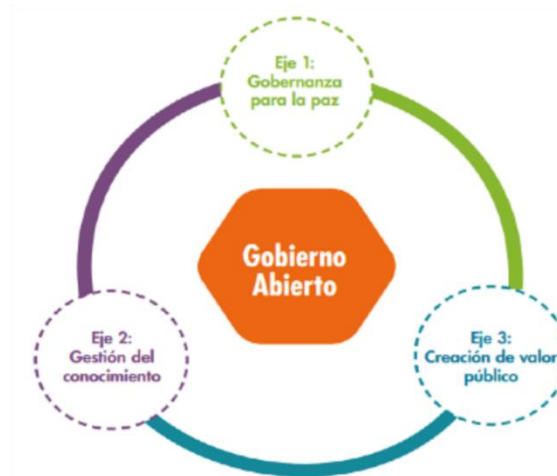 Eje 1:
Gobernanza
para la paz
Gobierno
Abierto
Eje 2:
Gestión del
conocimiento
Eje 3:
Creación de valor
público